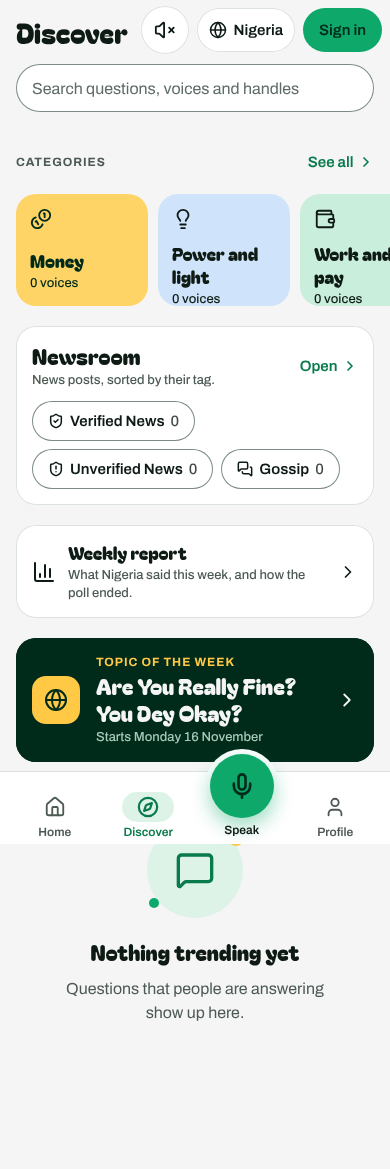 Discover
Nigeria
Sign in
Search questions, voices and handles
CATEGORIES
See all
Money
0 voices
Power and
light
0 voices
Work and
pay
0 voices
Newsroom
News posts, sorted by their tag.
Open
Verified News 0
Unverified News 0
Gossip 0
Weekly report
What Nigeria said this week, and how the
poll ended.
TOPIC OF THE WEEK
Are You Really Fine?
You Dey Okay?
Starts Monday 16 November
Home
Discover
Speak
Profile
Nothing trending yet
Questions that people are answering
show up here.